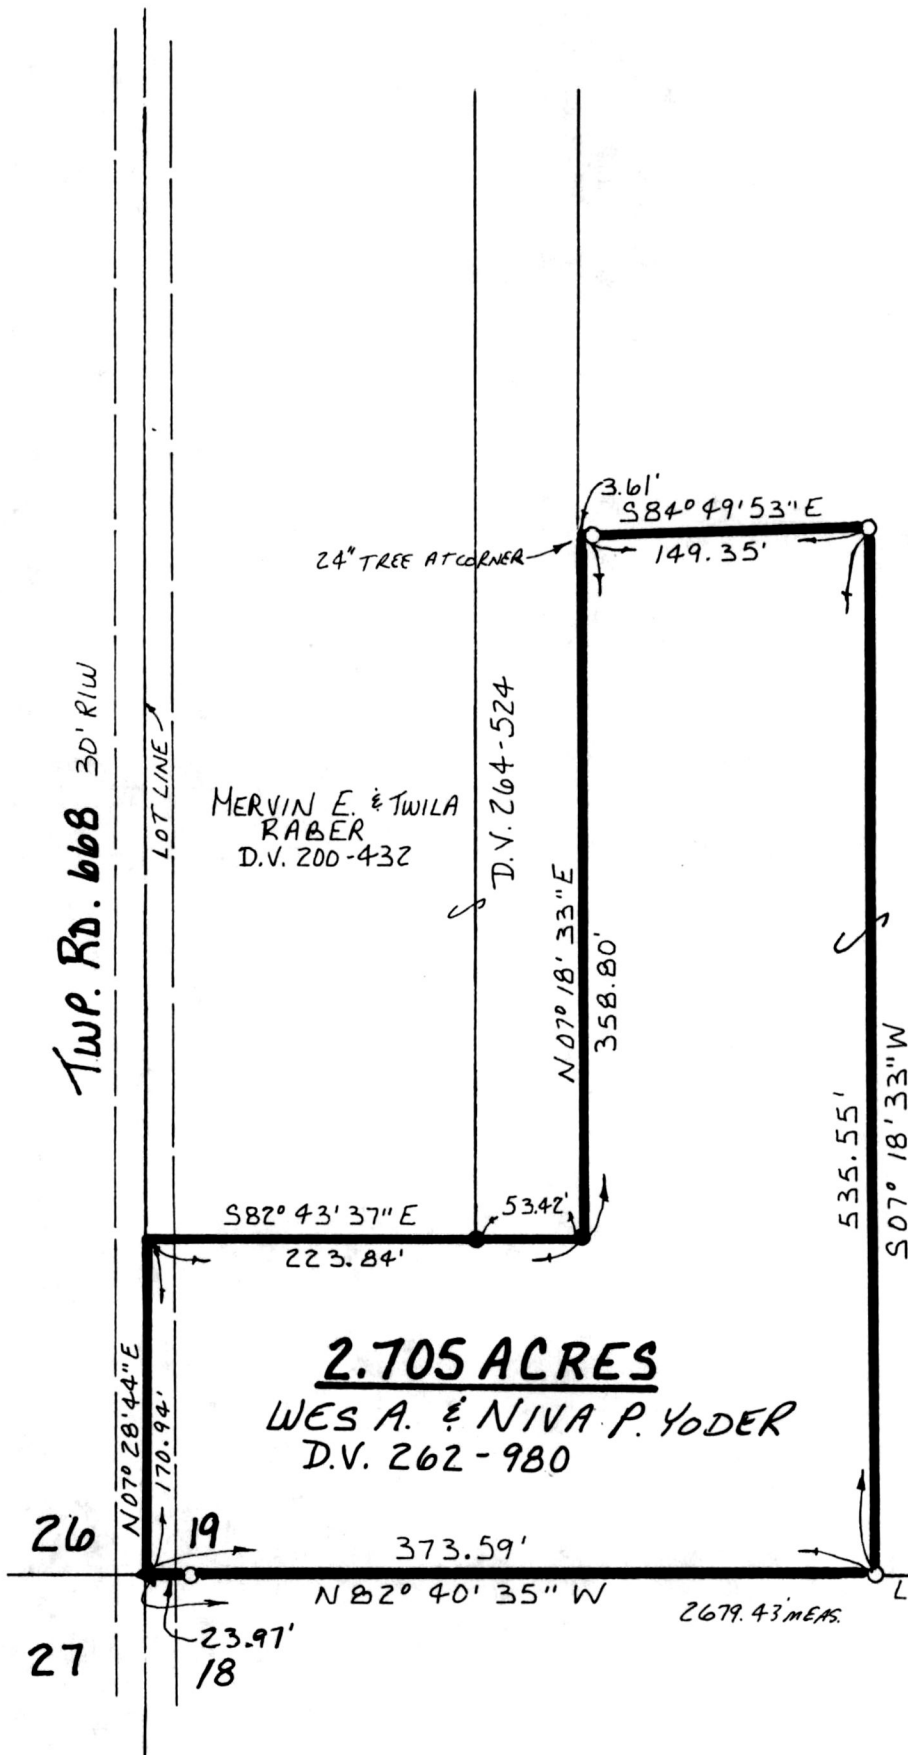 3.61'
S84° 49' 53" E
24" TREE AT CORNER
149.35'
TWP. RD. 668 30' R/W
LOT LINE
MERVIN E. & TWILA
RABER
D.V. 200-432
D.V. 264-524
N 07° 18' 33" E
358.80'
535.55'
S07° 18' 33" W
S82° 43' 37" E
53.42'
223.84'
N07° 28' 44" E
170.94'
2.705 ACRES
WES A. & NIVA P. YODER
D.V. 262-980
26
19
373.59'
N 82° 40' 35" W
2679.43' MEAS.
L
23.97'
27
18